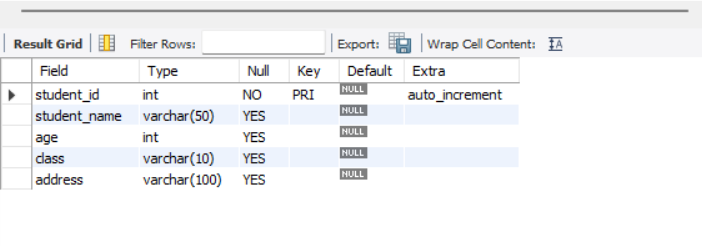 Result Grid Filter Rows: Export: Wrap Cell Content: IA
Field Type Null Key Default Extra
student_id int NO PRI NULL auto_increment
student_name varchar(50) YES NULL
age int YES NULL
class varchar(10) YES NULL
address varchar(100) YES NULL